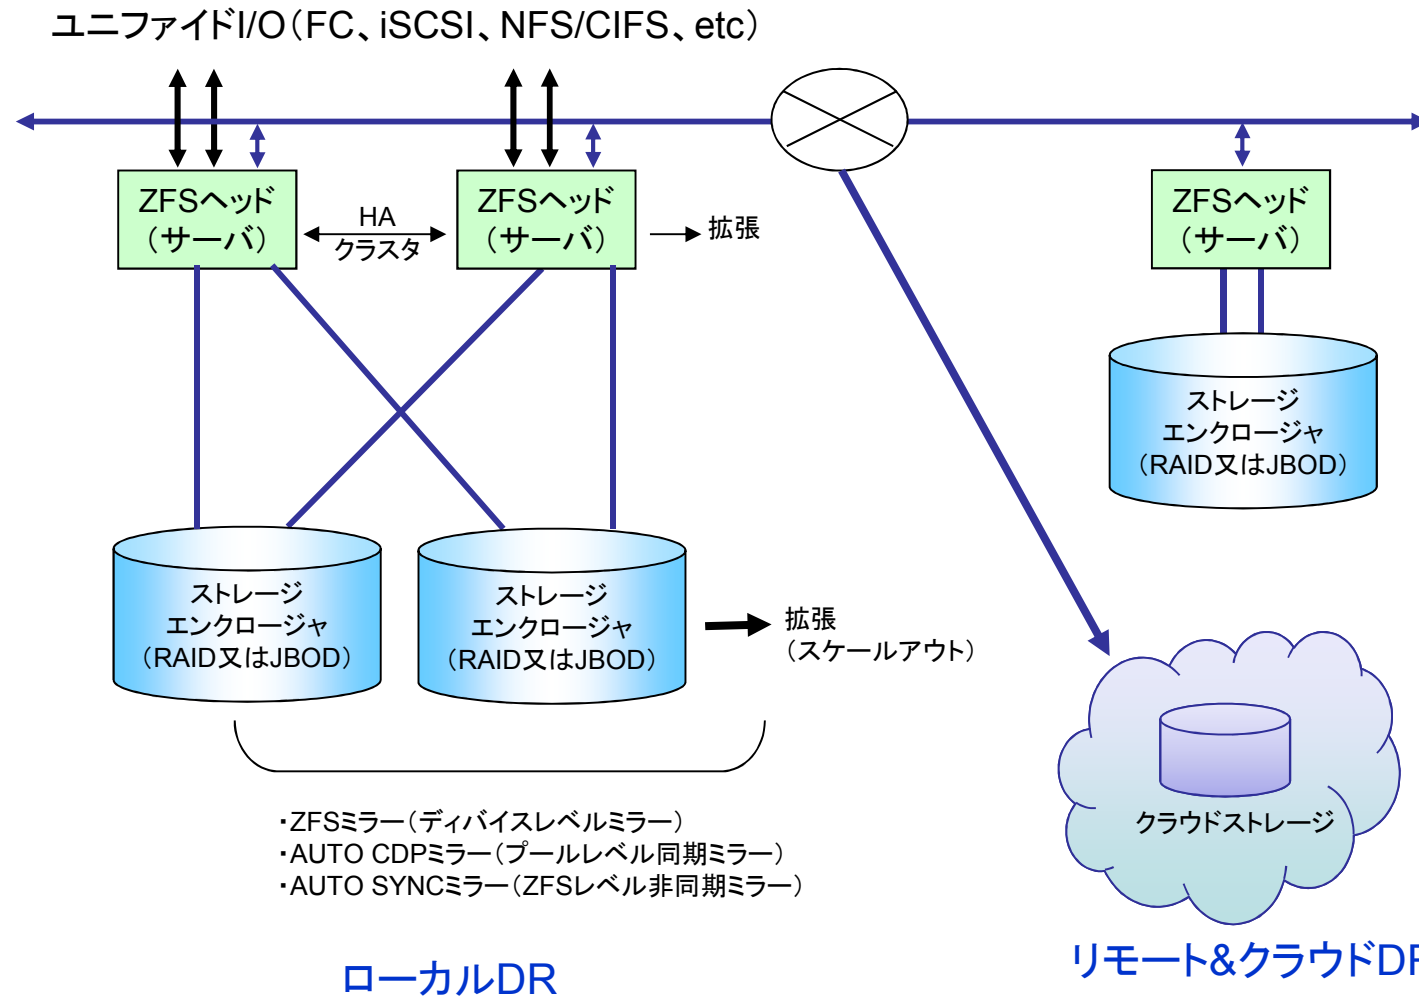 ユニファイドI/O（FC、iSCSI、NFS/CIFS、etc）
ZFSヘッド
（サーバ）
HA
クラスタ
ZFSヘッド
（サーバ）
拡張
ZFSヘッド
（サーバ）
ストレージ
エンクロージャ
（RAID又はJBOD）
ストレージ
エンクロージャ
（RAID又はJBOD）
ストレージ
エンクロージャ
（RAID又はJBOD）
拡張
（スケールアウト）
クラウドストレージ
・ZFSミラー（ディバイスレベルミラー）
・AUTO CDPミラー（プールレベル同期ミラー）
・AUTO SYNCミラー（ZFSレベル非同期ミラー）
ローカルDR
リモート&クラウドDR